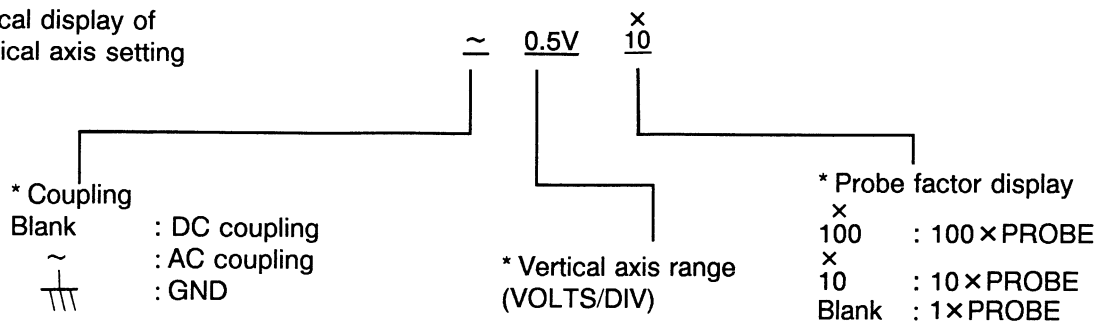 cal display of
ical axis setting
~ 0.5V ×
10
* Coupling
Blank : DC coupling
~ : AC coupling
: GND
* Vertical axis range
(VOLTS/DIV)
* Probe factor display
×
100 : 100×PROBE
×
10 : 10×PROBE
Blank : 1×PROBE